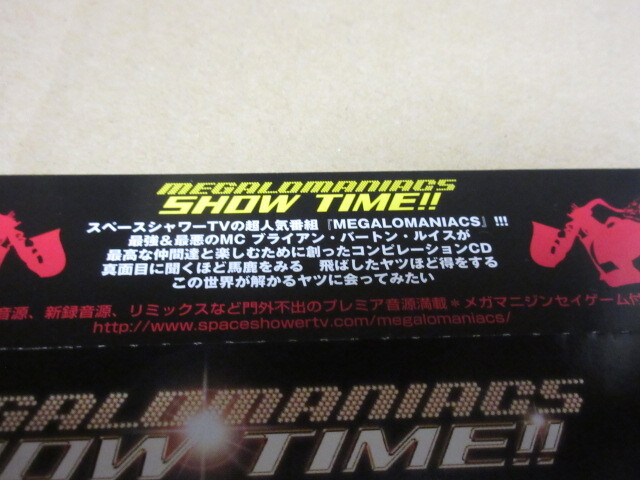 MEGALOMANIACS
SHOW TIME!!
スペースシャワーTVの超人気番組『MEGALOMANIACS』!!!
最強＆最悪のMC ブライアン・バートン・ルイスが
最高な仲間達と楽しむために創ったコンピレーションCD
真面目に聞くほど馬鹿をみる 飛ばしたヤツほど得をする
この世界が解かるヤツに会ってみたい
音源、新録音源、リミックスなど門外不出のプレミア音源満載＊メガマニジンセイゲーム付
http://www.spaceshowertv.com/megalomaniacs/
EGALOMANIACS
HOW TIME!!